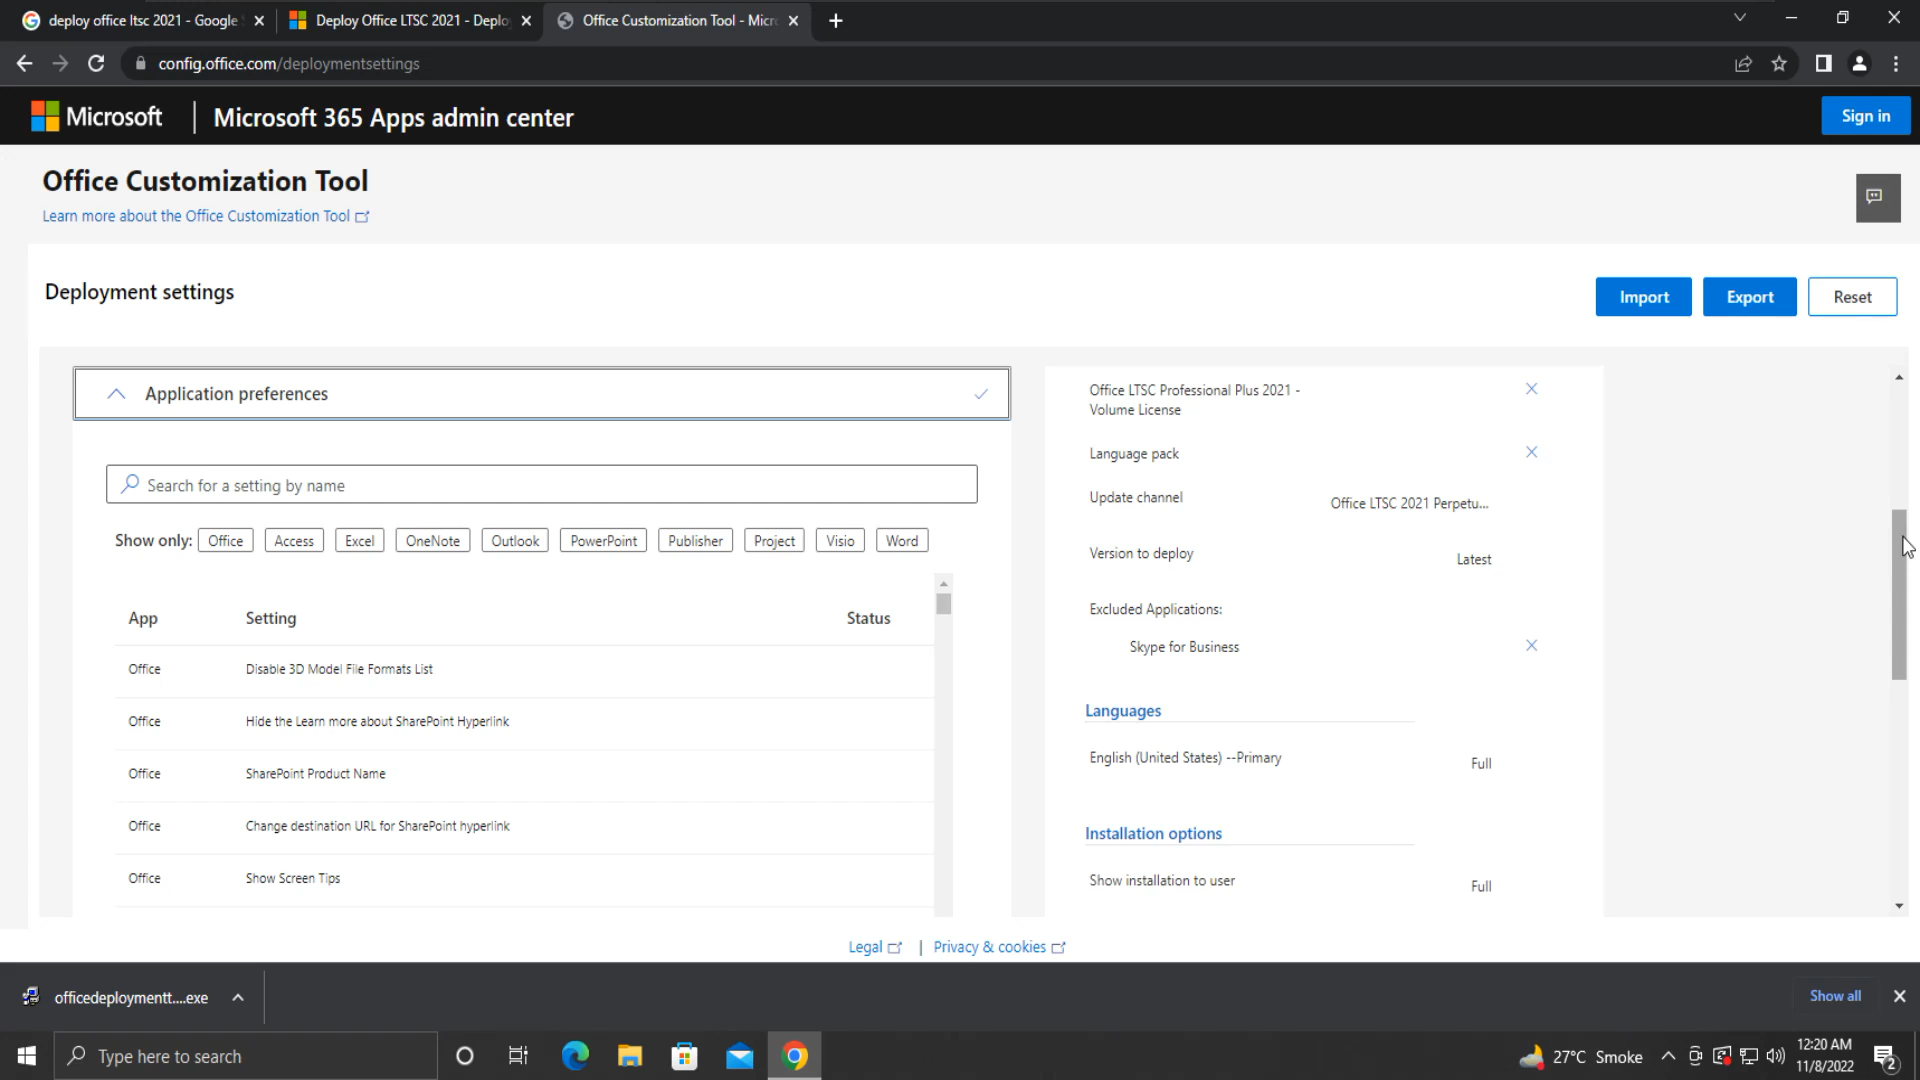 deploy office ltsc 2021 - Google
Deploy Office LTSC 2021 - Deplo
Office Customization Tool - Micr
config.office.com/deploymentsettings
Microsoft
Microsoft 365 Apps admin center
Sign in
Office Customization Tool
Learn more about the Office Customization Tool
Deployment settings
Import
Export
Reset
Application preferences
Search for a setting by name
Show only:
Office
Access
Excel
OneNote
Outlook
PowerPoint
Publisher
Project
Visio
Word
App
Setting
Status
Office
Disable 3D Model File Formats List
Office
Hide the Learn more about SharePoint Hyperlink
Office
SharePoint Product Name
Office
Change destination URL for SharePoint hyperlink
Office
Show Screen Tips
Office LTSC Professional Plus 2021 -
Volume License
Language pack
Update channel
Office LTSC 2021 Perpetu...
Version to deploy
Latest
Excluded Applications:
Skype for Business
Languages
English (United States) --Primary
Full
Installation options
Show installation to user
Full
Legal
|
Privacy & cookies
officedeploymentt....exe
Show all
Type here to search
27°C Smoke
12:20 AM
11/8/2022
2